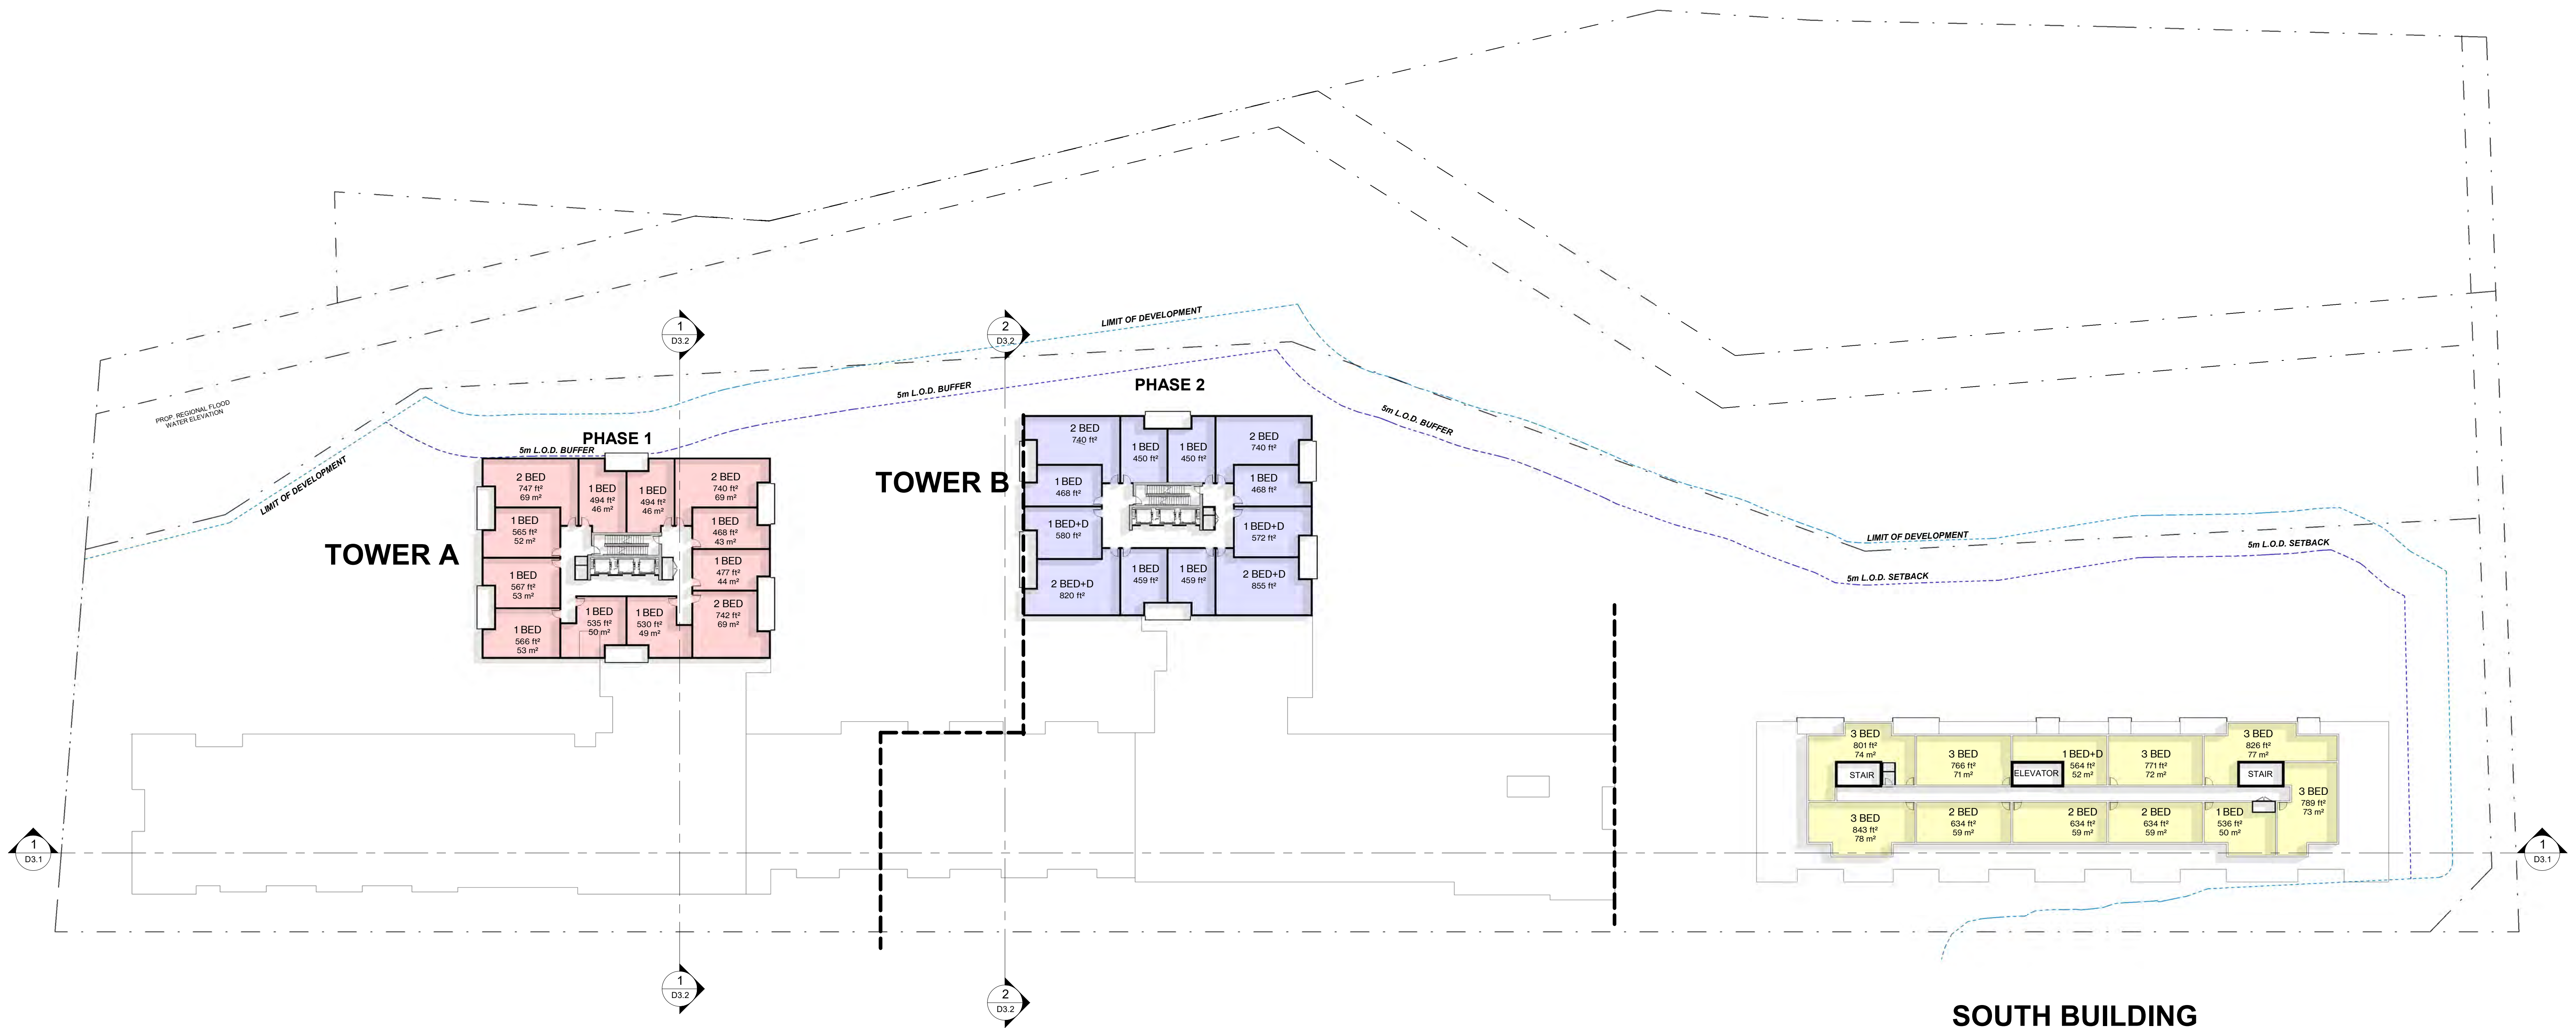 LIMIT OF DEVELOPMENT
1
D3.2
2
D3.2
PROP. REGIONAL FLOOD
WATER ELEVATION
LIMIT OF DEVELOPMENT
5m L.O.D. BUFFER
PHASE 1
5m L.O.D. BUFFER
TOWER A
2 BED
747 ft²
69 m²
1 BED
494 ft²
46 m²
1 BED
494 ft²
46 m²
2 BED
740 ft²
69 m²
1 BED
565 ft²
52 m²
1 BED
468 ft²
43 m²
1 BED
567 ft²
53 m²
1 BED
477 ft²
44 m²
1 BED
566 ft²
53 m²
1 BED
535 ft²
50 m²
1 BED
530 ft²
49 m²
2 BED
742 ft²
69 m²
PHASE 2
TOWER B
2 BED
740 ft²
1 BED
450 ft²
1 BED
450 ft²
2 BED
740 ft²
1 BED
468 ft²
1 BED
468 ft²
1 BED+D
580 ft²
1 BED+D
572 ft²
2 BED+D
820 ft²
1 BED
459 ft²
1 BED
459 ft²
2 BED+D
855 ft²
5m L.O.D. BUFFER
LIMIT OF DEVELOPMENT
5m L.O.D. SETBACK
5m L.O.D. SETBACK
3 BED
801 ft²
74 m²
3 BED
766 ft²
71 m²
1 BED+D
564 ft²
52 m²
3 BED
771 ft²
72 m²
3 BED
826 ft²
77 m²
STAIR
ELEVATOR
STAIR
3 BED
789 ft²
73 m²
3 BED
843 ft²
78 m²
2 BED
634 ft²
59 m²
2 BED
634 ft²
59 m²
2 BED
634 ft²
59 m²
1 BED
536 ft²
50 m²
1
D3.1
1
D3.1
1
D3.2
2
D3.2
SOUTH BUILDING